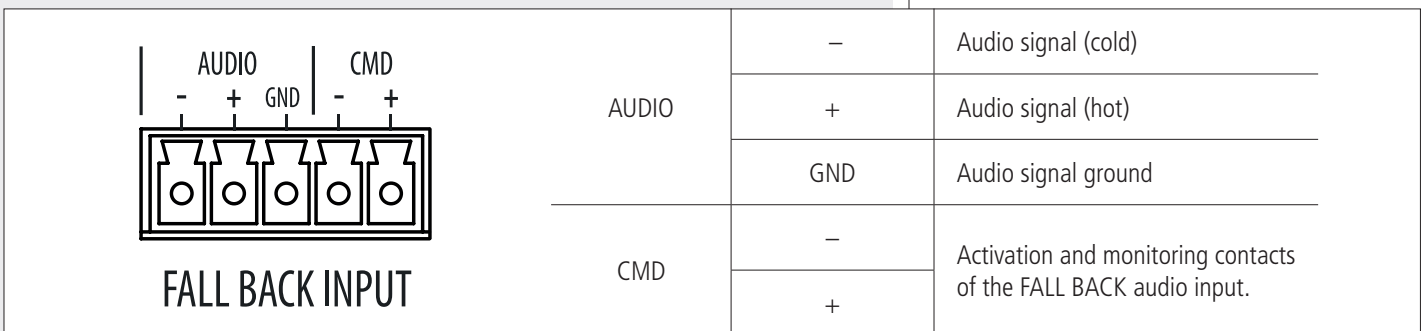 AUDIO CMD
- + GND - +
FALL BACK INPUT
AUDIO
– Audio signal (cold)
+ Audio signal (hot)
GND Audio signal ground
CMD
–
+
Activation and monitoring contacts
of the FALL BACK audio input.